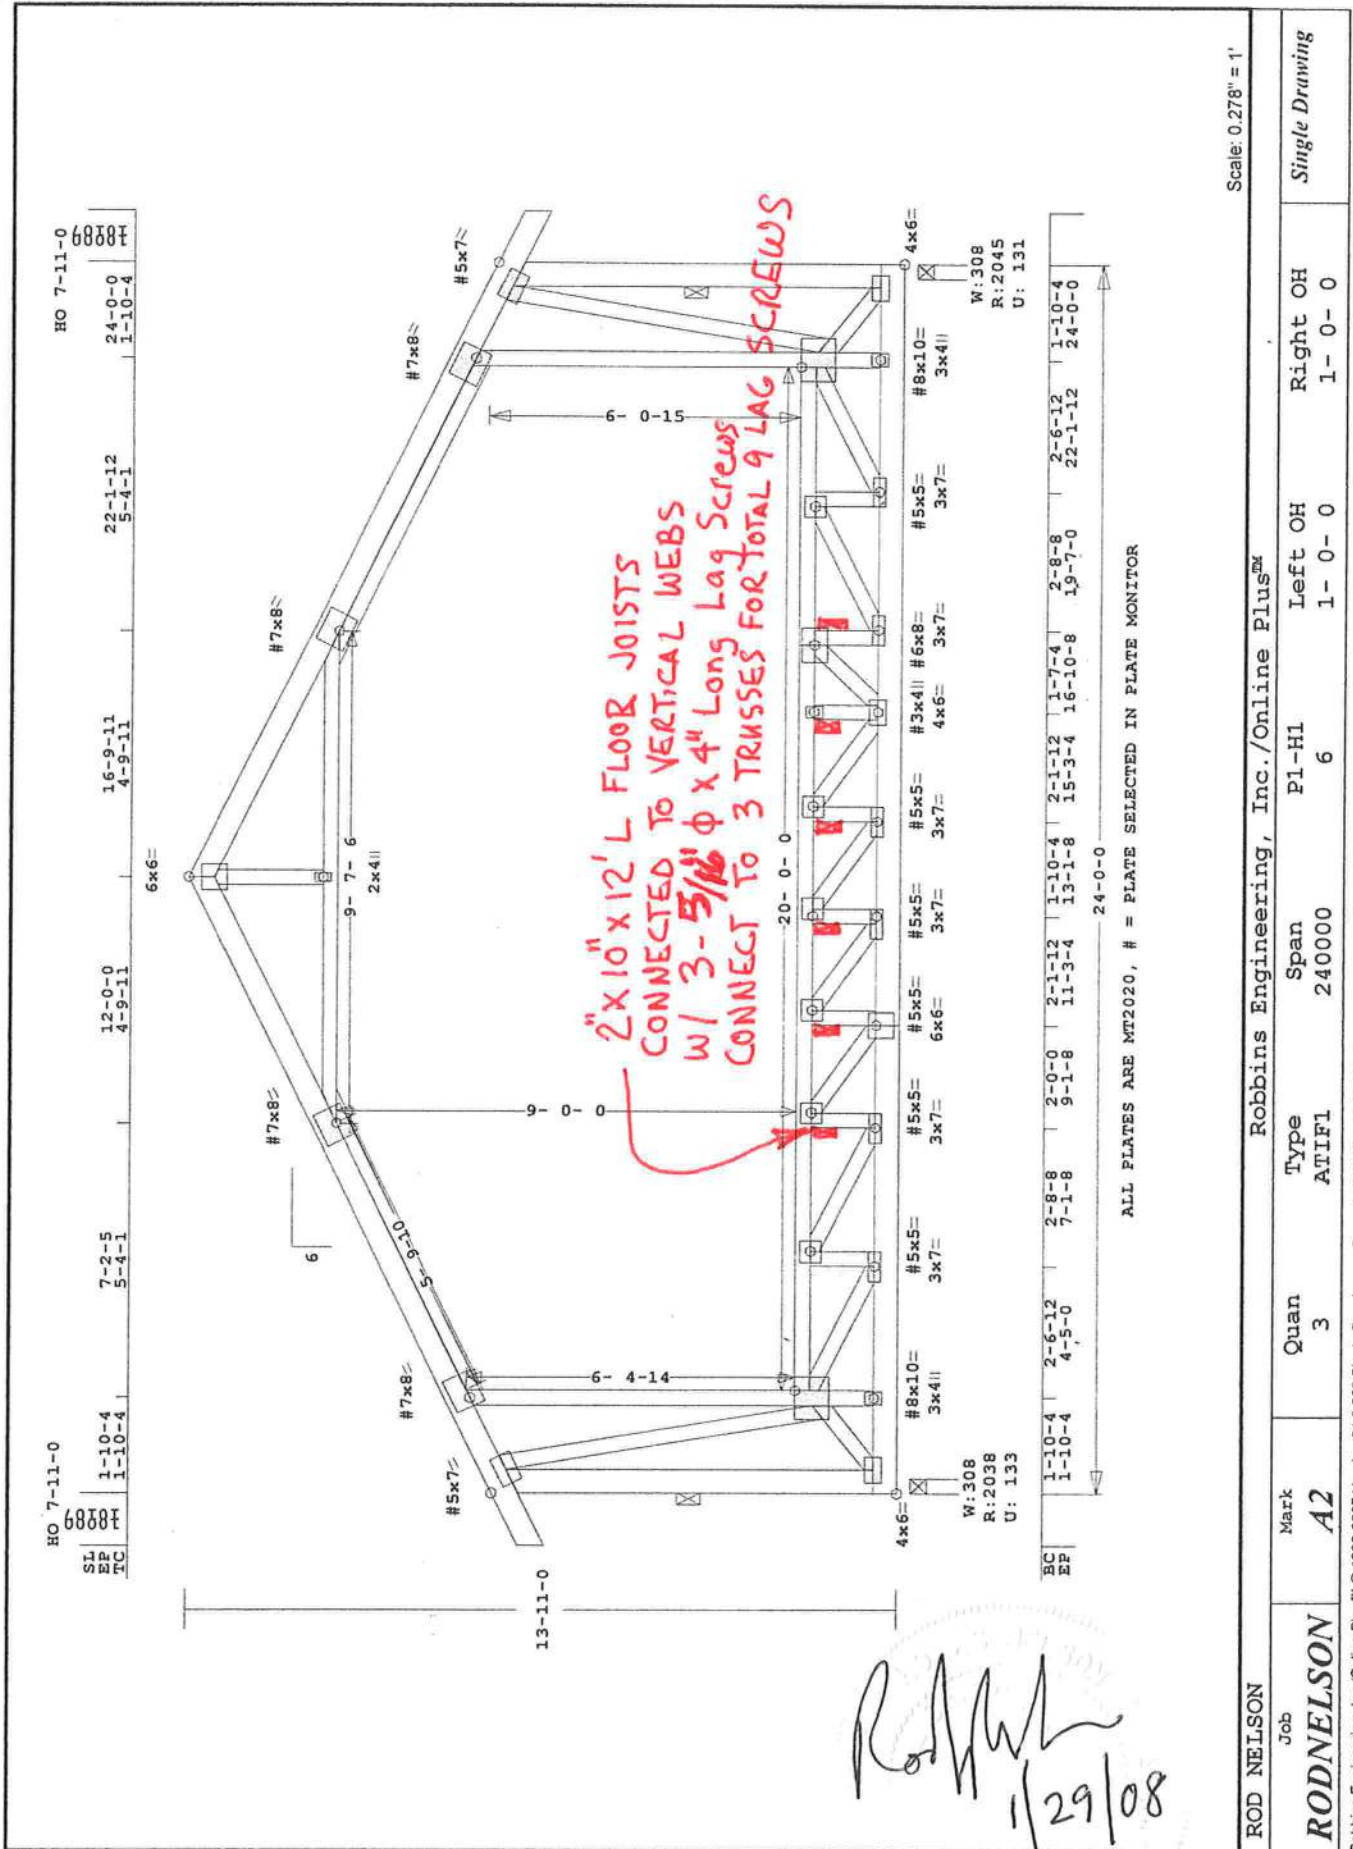 HO 7-11-0
HO 7-11-0
SL
EP
TC
18189
1-10-4
1-10-4
7-2-5
5-4-1
12-0-0
4-9-11
16-9-11
4-9-11
22-1-12
5-4-1
24-0-0
1-10-4
18189
6x6=
#7x8=
#7x8=
#7x8=
#7x8=
#5x7=
#5x7=
9- 7- 6
2x4||
6
5- 9-10
13-11-0
6- 4-14
9- 0- 0
6- 0-15
20- 0- 0
2" X 10" X 12' L FLOOR JOISTS
CONNECTED TO VERTICAL WEBS
W/ 3- 5/16" ϕ x 4" Long Lag Screws
CONNECT TO 3 TRUSSES FOR TOTAL 9 LAG SCREWS
4x6=
#8x10=
3x4||
#5x5=
3x7=
#5x5=
3x7=
#5x5=
6x6=
#5x5=
3x7=
#5x5=
3x7=
#3x4||
4x6=
#6x8=
3x7=
#5x5=
3x7=
#8x10=
3x4||
4x6=
W:308
R:2038
U: 133
W:308
R:2045
U: 131
BC
EP
1-10-4
1-10-4
2-6-12
4-5-0
2-8-8
7-1-8
2-0-0
9-1-8
2-1-12
11-3-4
1-10-4
13-1-8
2-1-12
15-3-4
1-7-4
16-10-8
2-8-8
19-7-0
2-6-12
22-1-12
1-10-4
24-0-0
24-0-0
ALL PLATES ARE MT2020, # = PLATE SELECTED IN PLATE MONITOR
Scale: 0.278" = 1'
1/29/08
ROD NELSON
Robbins Engineering, Inc./Online Plus™
Job
Mark
Quan
Type
Span
P1-H1
Left OH
Right OH
Single Drawing
RODNELSON
A2
3
ATIF1
240000
6
1- 0- 0
1- 0- 0